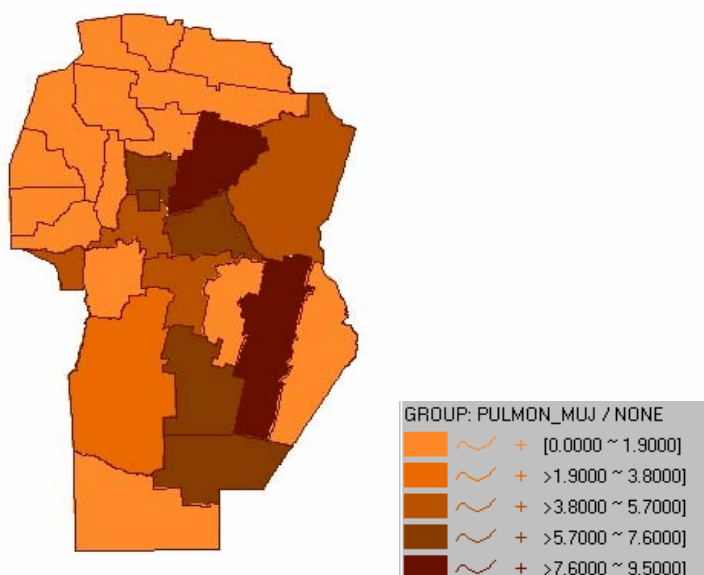 GROUP: PULMON_MUJ / NONE
[0.0000 ~ 1.9000]
>1.9000 ~ 3.8000]
>3.8000 ~ 5.7000]
>5.7000 ~ 7.6000]
>7.6000 ~ 9.5000]